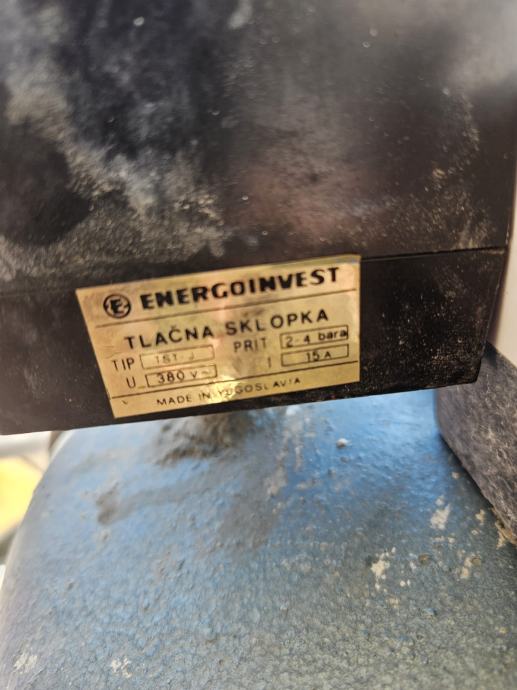 E ENERGOINVEST
TLAČNA SKLOPKA
TIP PRIT 2-4 bara
U 380 V~ I 15 A
MADE IN YUGOSLAVIA